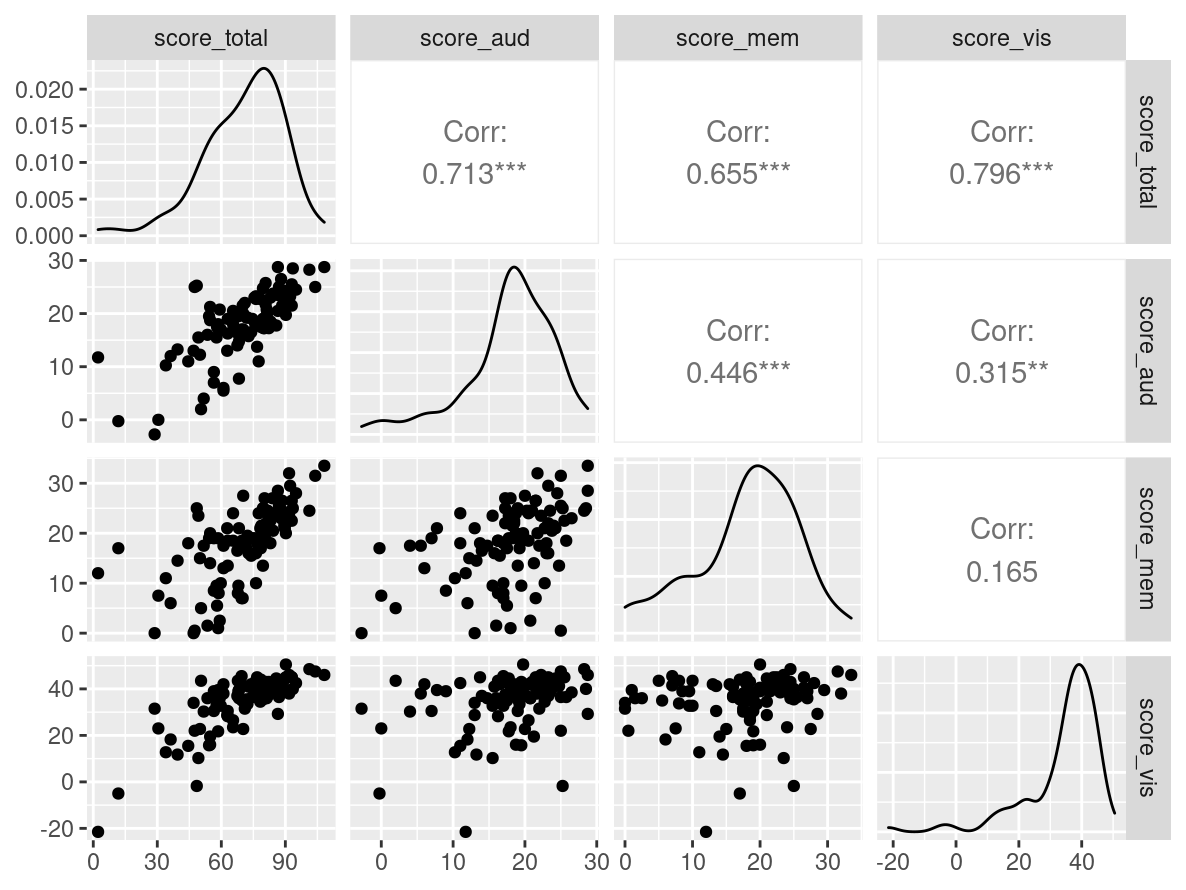 score_total
score_aud
score_mem
score_vis
0.020
0.015
0.010
0.005
0.000
Corr:
0.713***
Corr:
0.655***
Corr:
0.796***
score_total
30
20
10
0
Corr:
0.446***
Corr:
0.315**
score_aud
30
20
10
0
Corr:
0.165
score_mem
40
20
0
-20
score_vis
0 30 60 90
0 10 20 30
0 10 20 30
-20 0 20 40